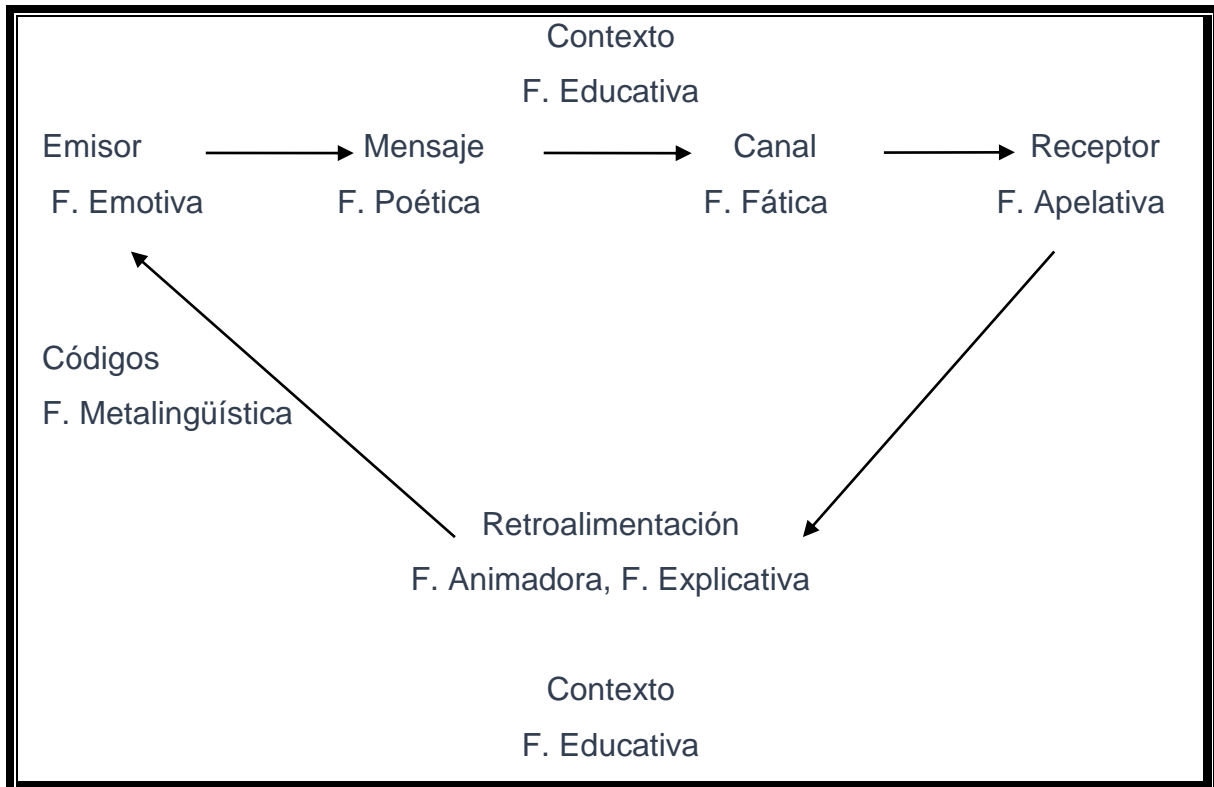 Contexto
F. Educativa
Emisor Mensaje Canal Receptor
F. Emotiva F. Poética F. Fática F. Apelativa
Códigos
F. Metalingüística
Retroalimentación
F. Animadora, F. Explicativa
Contexto
F. Educativa